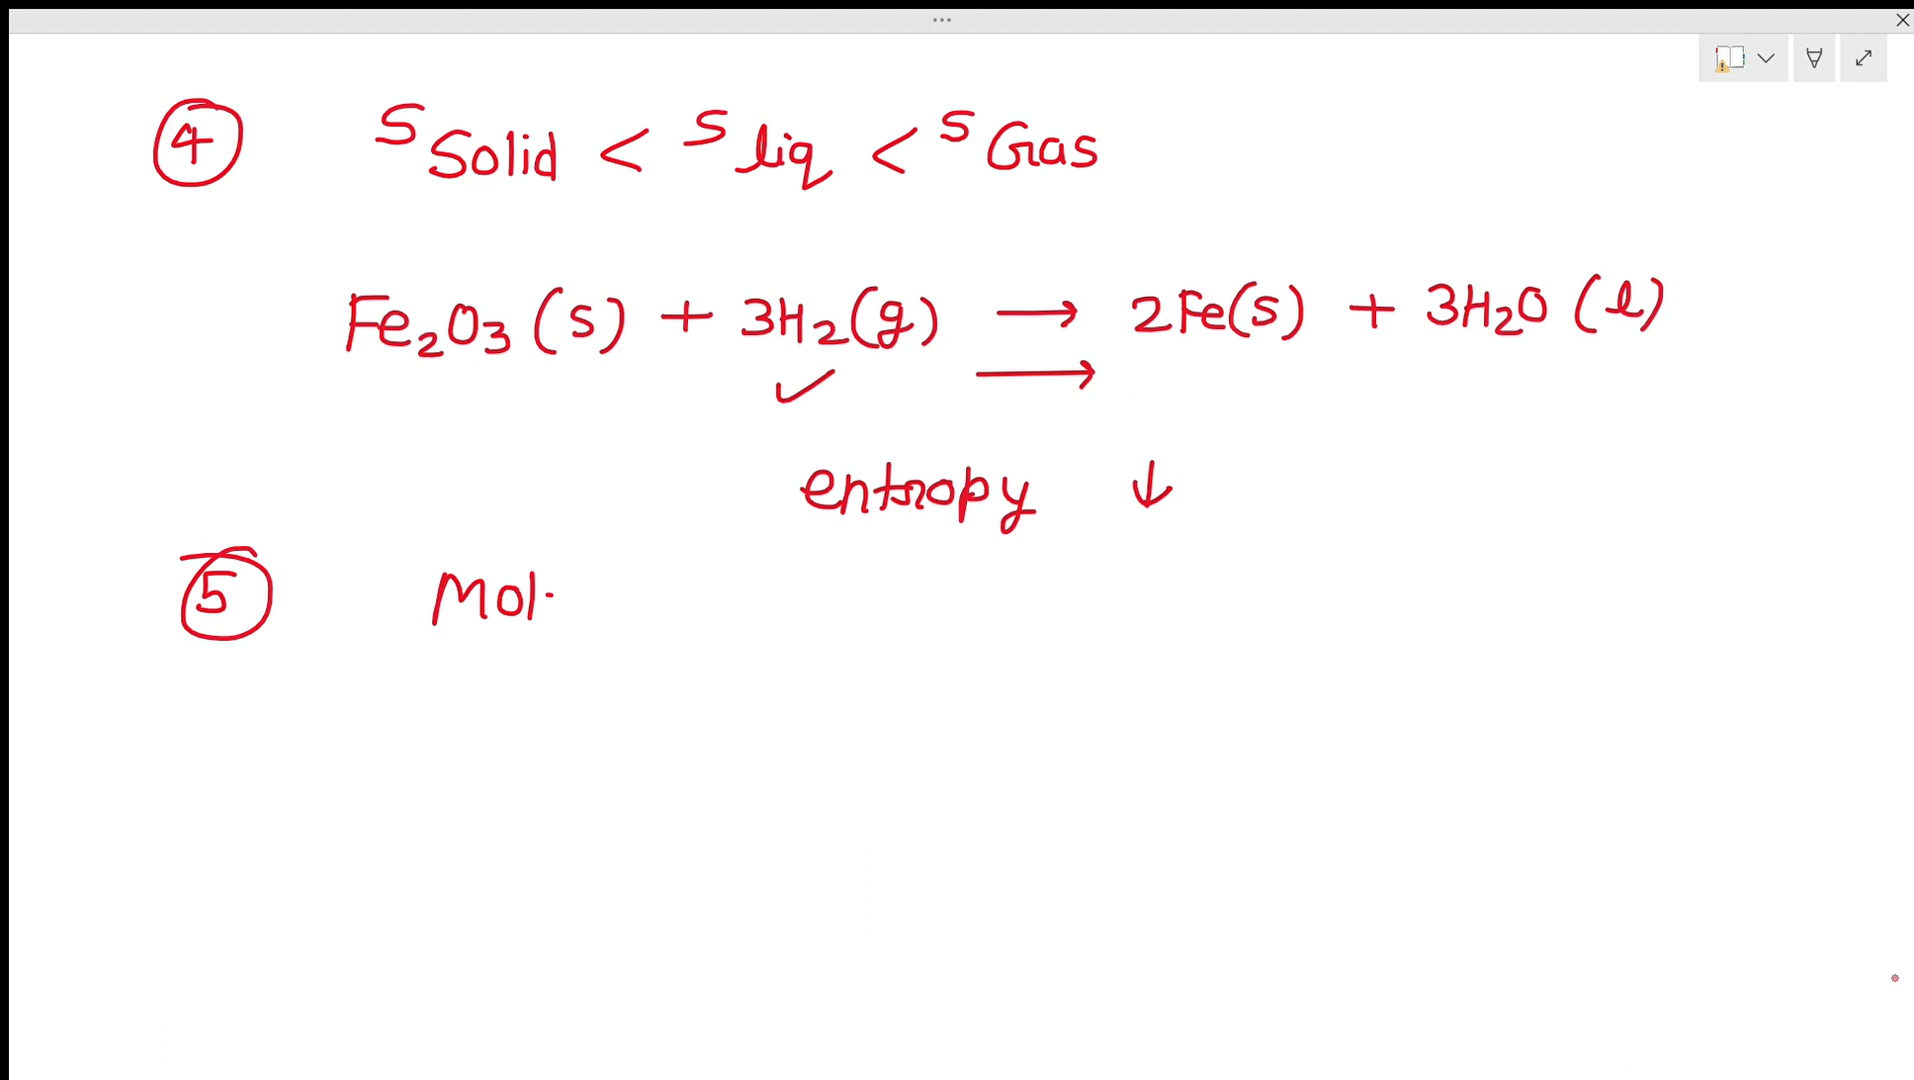 ④ S Solid < S liq < S Gas
Fe₂O₃ (s) + 3H₂(g) → 2Fe(s) + 3H₂O (l)
✓ →
entropy ↓
⑤ Mol·